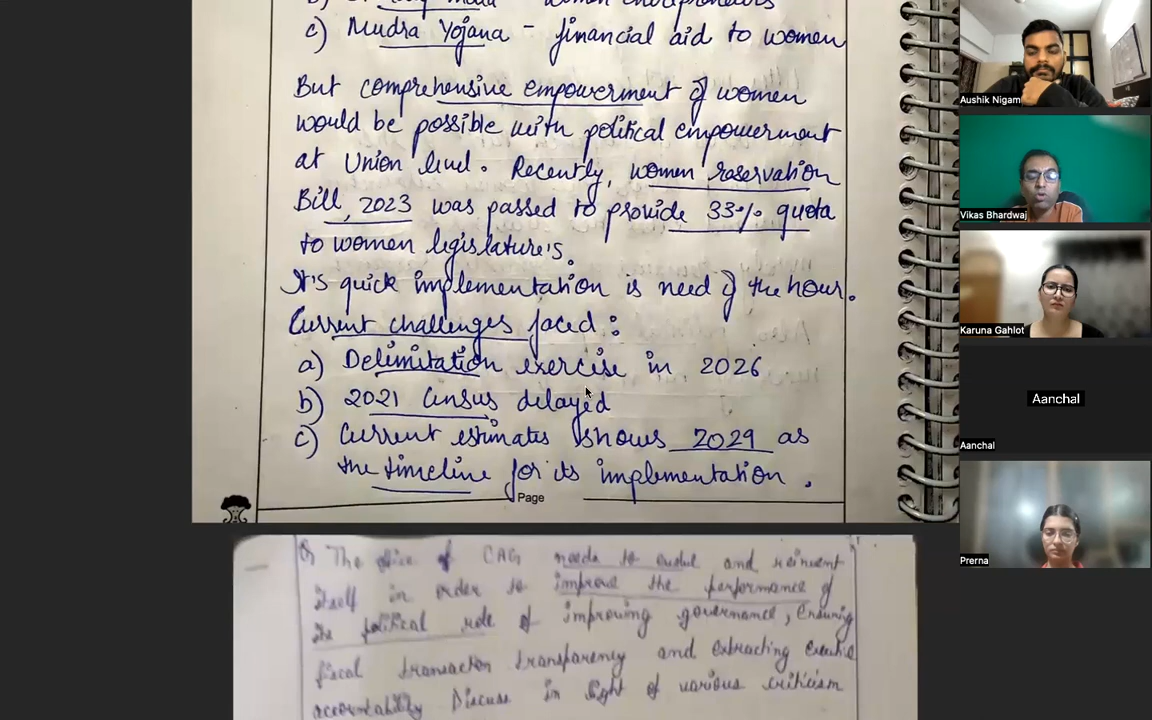 c) Mudra Yojana - financial aid to women
But comprehensive empowerment of women
would be possible with political empowerment
at Union level. Recently, women reservation
Bill, 2023 was passed to provide 33% quota
to women legislature's.
It's quick implementation is need of the hour.
Current challenges faced :
a) Delimitation exercise in 2026
b) 2021 Census delayed
c) Current estimates shows 2029 as
the timeline for its implementation.
Page
The office of CAG needs to and reinvent
itself in order to improve the performance of
the political role of improving governance, ensuring
fiscal transaction transparency and extracting
accountability Discuss in light of various criticism
Aushik Nigam
Vikas Bhardwaj
Karuna Gahlot
Aanchal
Aanchal
Prerna